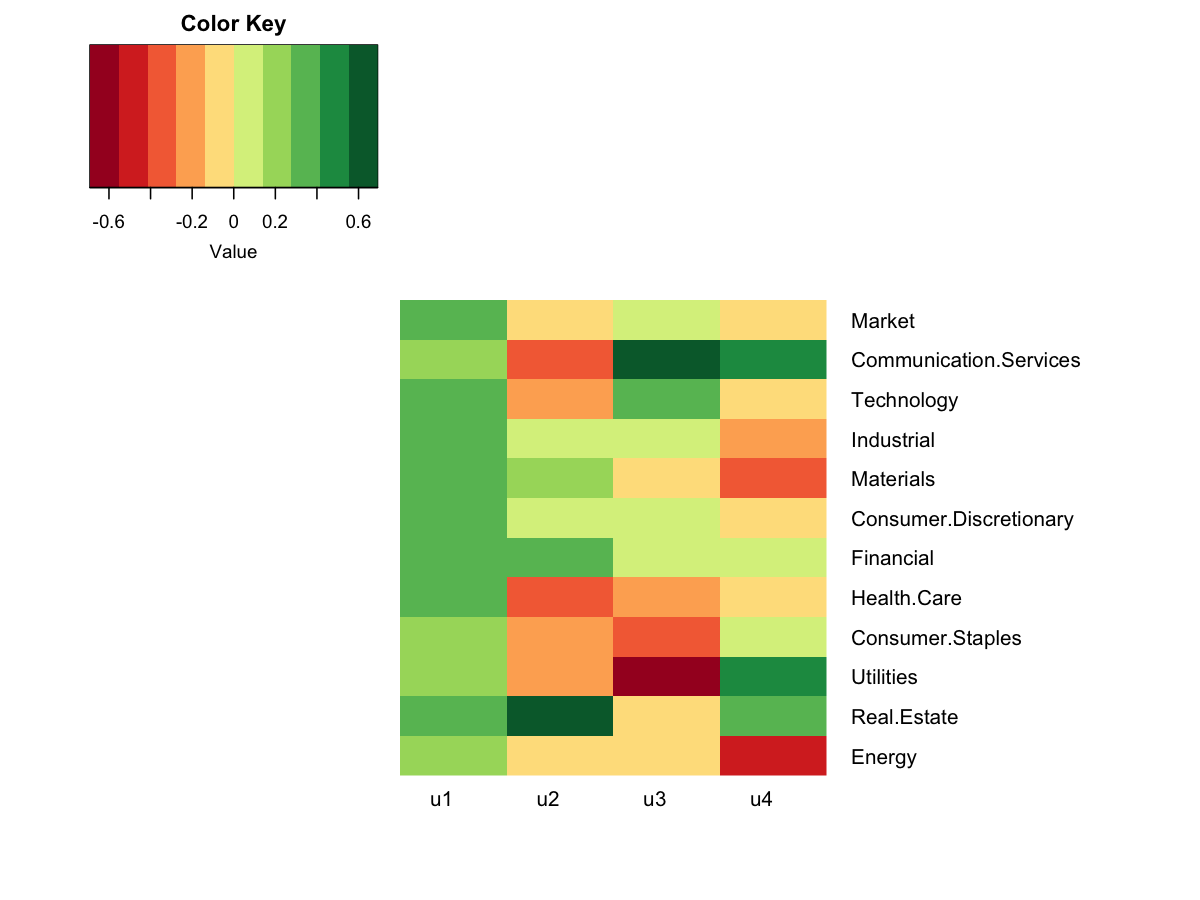 Color Key
-0.6 -0.2 0 0.2 0.6
Value
Market
Communication.Services
Technology
Industrial
Materials
Consumer.Discretionary
Financial
Health.Care
Consumer.Staples
Utilities
Real.Estate
Energy
u1 u2 u3 u4